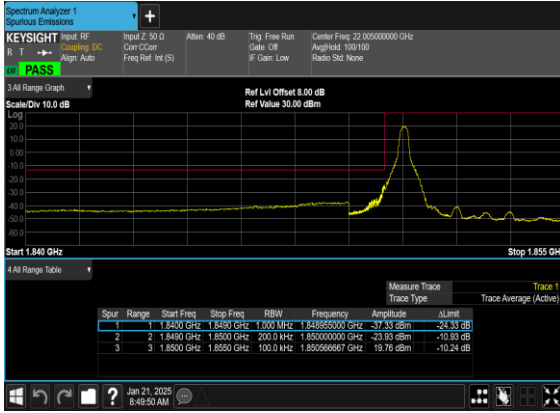 Spectrum Analyzer 1
Spurious Emissions
+
KEYSIGHT
R T
Input: RF
Coupling: DC
Align: Auto
Input Z: 50 Ω
Corr CCorr
Freq Ref: Int (S)
Atten: 40 dB
Trig: Free Run
Gate: Off
IF Gain: Low
Center Freq: 22.005000000 GHz
Avg|Hold: 100/100
Radio Std: None
PASS
3 All Range Graph
Scale/Div 10.0 dB
Ref Lvl Offset 8.00 dB
Ref Value 30.00 dBm
Log
20.0
10.0
0.00
-10.0
-20.0
-30.0
-40.0
-50.0
-60.0
Start 1.840 GHz
Stop 1.855 GH
4 All Range Table
Measure Trace Trace 1
Trace Type Trace Average (Active)
Spur Range Start Freq Stop Freq RBW Frequency Amplitude ΔLimit
1 1 1.8400 GHz 1.8490 GHz 1.000 MHz 1.848955000 GHz -37.33 dBm -24.33 dB
2 2 1.8490 GHz 1.8500 GHz 200.0 kHz 1.850000000 GHz -23.93 dBm -10.93 dB
3 3 1.8500 GHz 1.8550 GHz 100.0 kHz 1.850566667 GHz 19.76 dBm -10.24 dB
?
Jan 21, 2025
8:49:50 AM